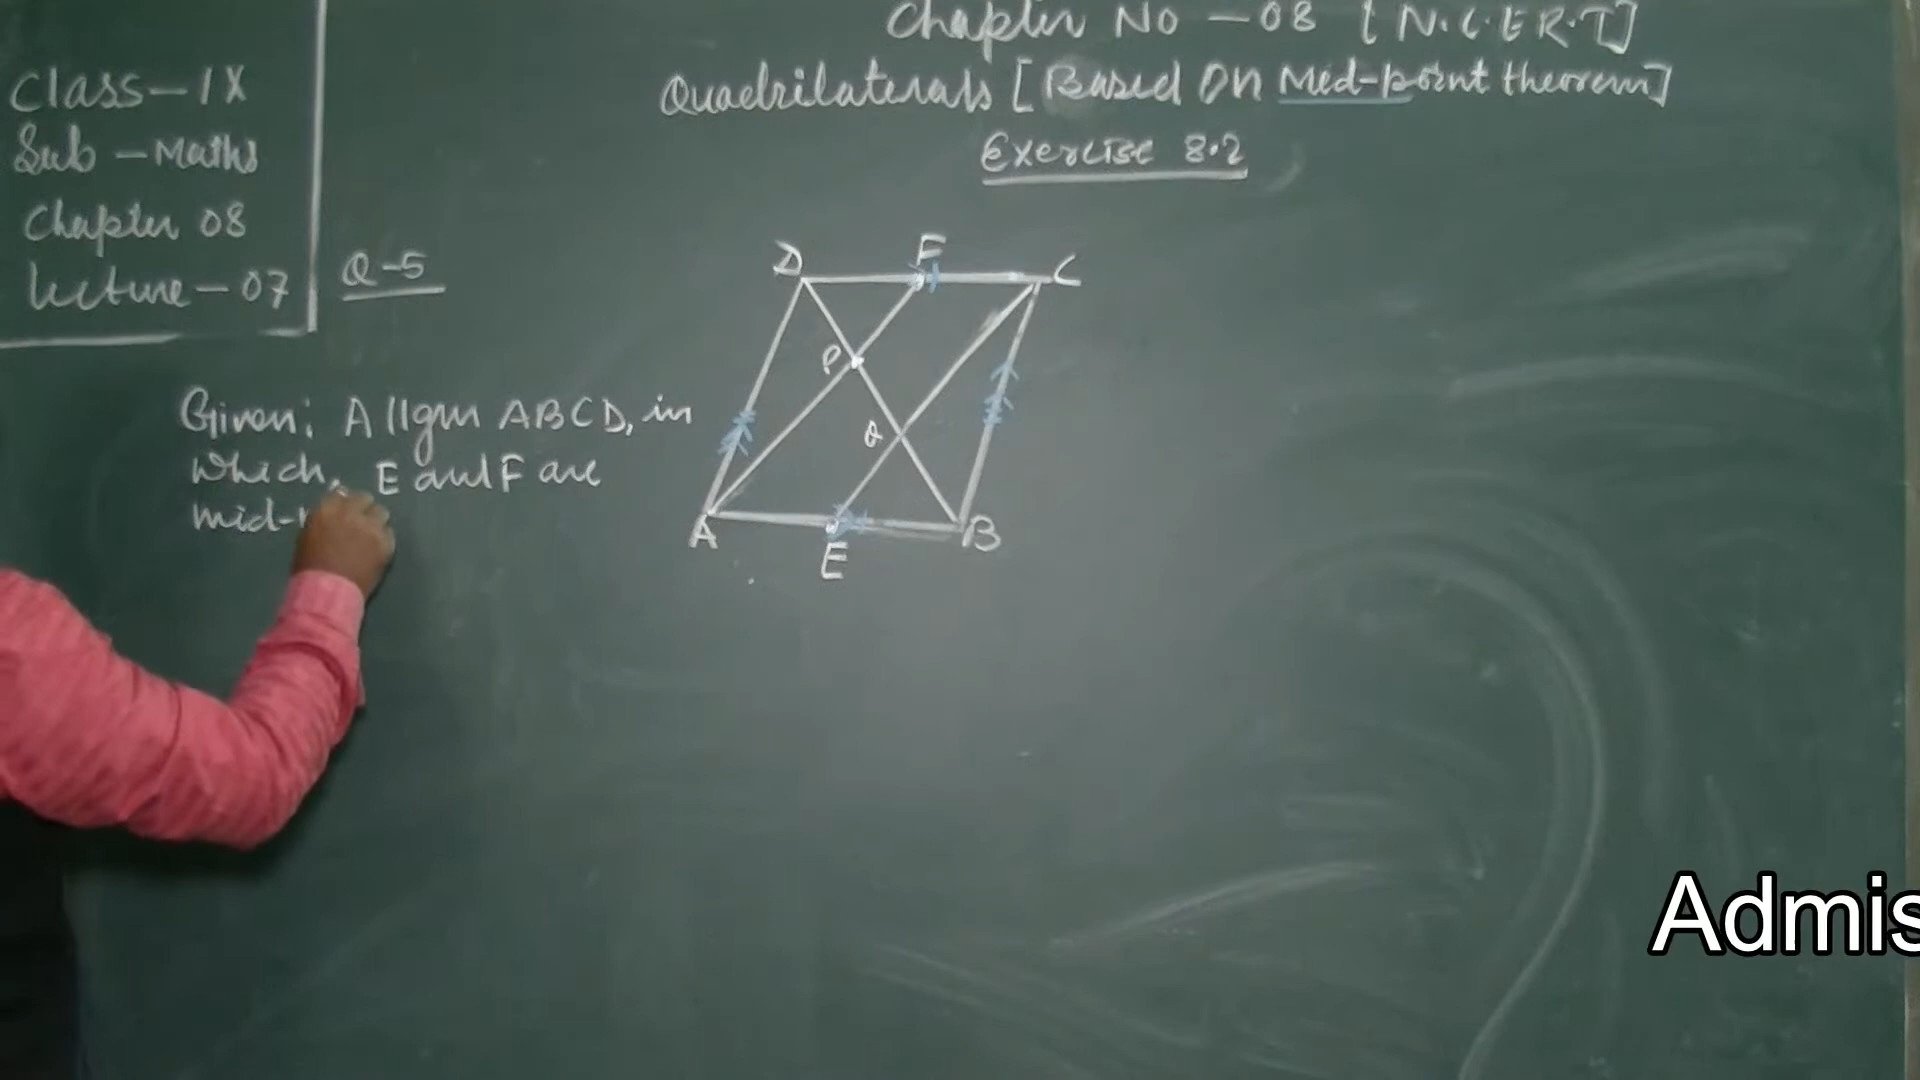 Chapter No – 08 [N.C.E.R.T]
Quadrilaterals [Based On Mid-point theorem]
Exercise 8.2
Class – IX
Sub – Maths
Chapter 08
Lecture – 07
Q – 5
D F C
P
Q
A E B
Given: A llgm ABCD, in
which, E and F are
mid-
Admis